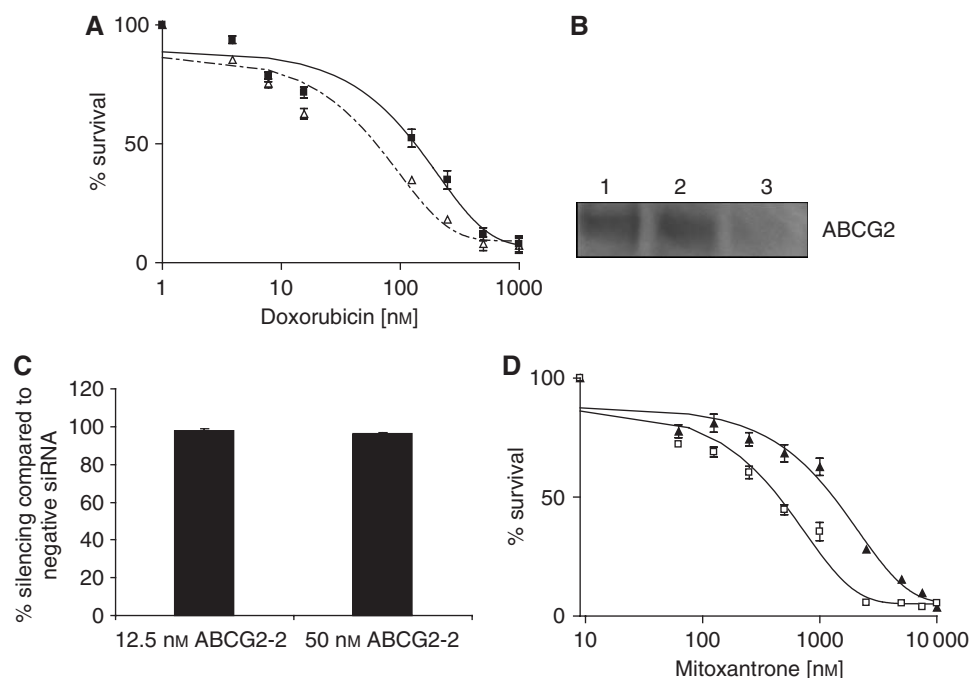 A
% survival
100
50
0
1
10
100
1000
Doxorubicin [nM]
B
1 2 3
ABCG2
C
% silencing compared to
negative siRNA
120
100
80
60
40
20
0
12.5 nM ABCG2-2
50 nM ABCG2-2
D
% survival
100
50
0
10
100
1000
10 000
Mitoxantrone [nM]